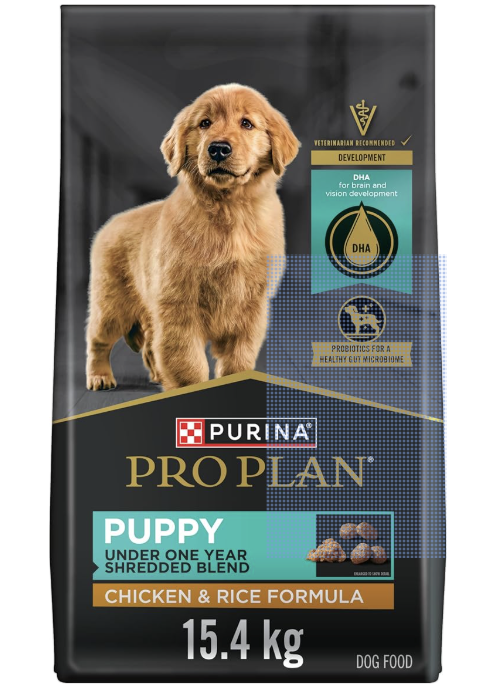 VETERINARIAN RECOMMENDED
DEVELOPMENT
DHA
for brain and
vision development
DHA
PROBIOTICS FOR A
HEALTHY GUT MICROBIOME
PURINA®
PRO PLAN®
PUPPY
UNDER ONE YEAR
SHREDDED BLEND
CHICKEN & RICE FORMULA
15.4 kg
DOG FOOD